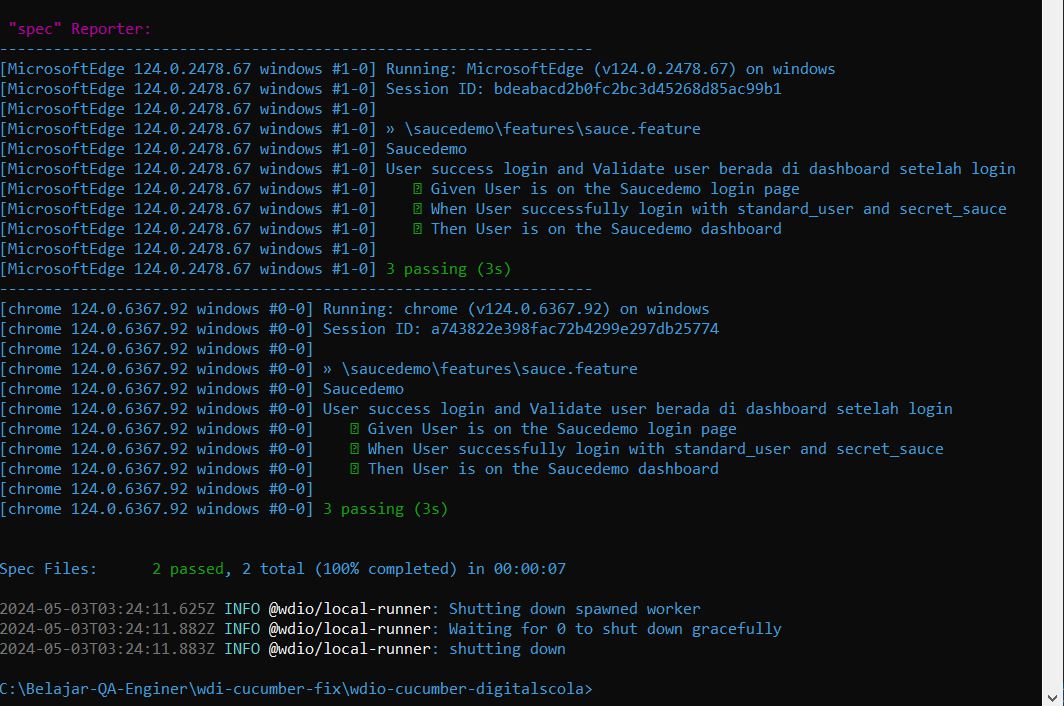 "spec" Reporter:
------------------------------------------------------------------
[MicrosoftEdge 124.0.2478.67 windows #1-0] Running: MicrosoftEdge (v124.0.2478.67) on windows
[MicrosoftEdge 124.0.2478.67 windows #1-0] Session ID: bdeabacd2b0fc2bc3d45268d85ac99b1
[MicrosoftEdge 124.0.2478.67 windows #1-0]
[MicrosoftEdge 124.0.2478.67 windows #1-0] » \saucedemo\features\sauce.feature
[MicrosoftEdge 124.0.2478.67 windows #1-0] Saucedemo
[MicrosoftEdge 124.0.2478.67 windows #1-0] User success login and Validate user berada di dashboard setelah login
[MicrosoftEdge 124.0.2478.67 windows #1-0] Given User is on the Saucedemo login page
[MicrosoftEdge 124.0.2478.67 windows #1-0] When User successfully login with standard_user and secret_sauce
[MicrosoftEdge 124.0.2478.67 windows #1-0] Then User is on the Saucedemo dashboard
[MicrosoftEdge 124.0.2478.67 windows #1-0]
[MicrosoftEdge 124.0.2478.67 windows #1-0] 3 passing (3s)
------------------------------------------------------------------
[chrome 124.0.6367.92 windows #0-0] Running: chrome (v124.0.6367.92) on windows
[chrome 124.0.6367.92 windows #0-0] Session ID: a743822e398fac72b4299e297db25774
[chrome 124.0.6367.92 windows #0-0]
[chrome 124.0.6367.92 windows #0-0] » \saucedemo\features\sauce.feature
[chrome 124.0.6367.92 windows #0-0] Saucedemo
[chrome 124.0.6367.92 windows #0-0] User success login and Validate user berada di dashboard setelah login
[chrome 124.0.6367.92 windows #0-0] Given User is on the Saucedemo login page
[chrome 124.0.6367.92 windows #0-0] When User successfully login with standard_user and secret_sauce
[chrome 124.0.6367.92 windows #0-0] Then User is on the Saucedemo dashboard
[chrome 124.0.6367.92 windows #0-0]
[chrome 124.0.6367.92 windows #0-0] 3 passing (3s)
Spec Files: 2 passed, 2 total (100% completed) in 00:00:07
2024-05-03T03:24:11.625Z INFO @wdio/local-runner: Shutting down spawned worker
2024-05-03T03:24:11.882Z INFO @wdio/local-runner: Waiting for 0 to shut down gracefully
2024-05-03T03:24:11.883Z INFO @wdio/local-runner: shutting down
C:\Belajar-QA-Enginer\wdi-cucumber-fix\wdio-cucumber-digitalscola>